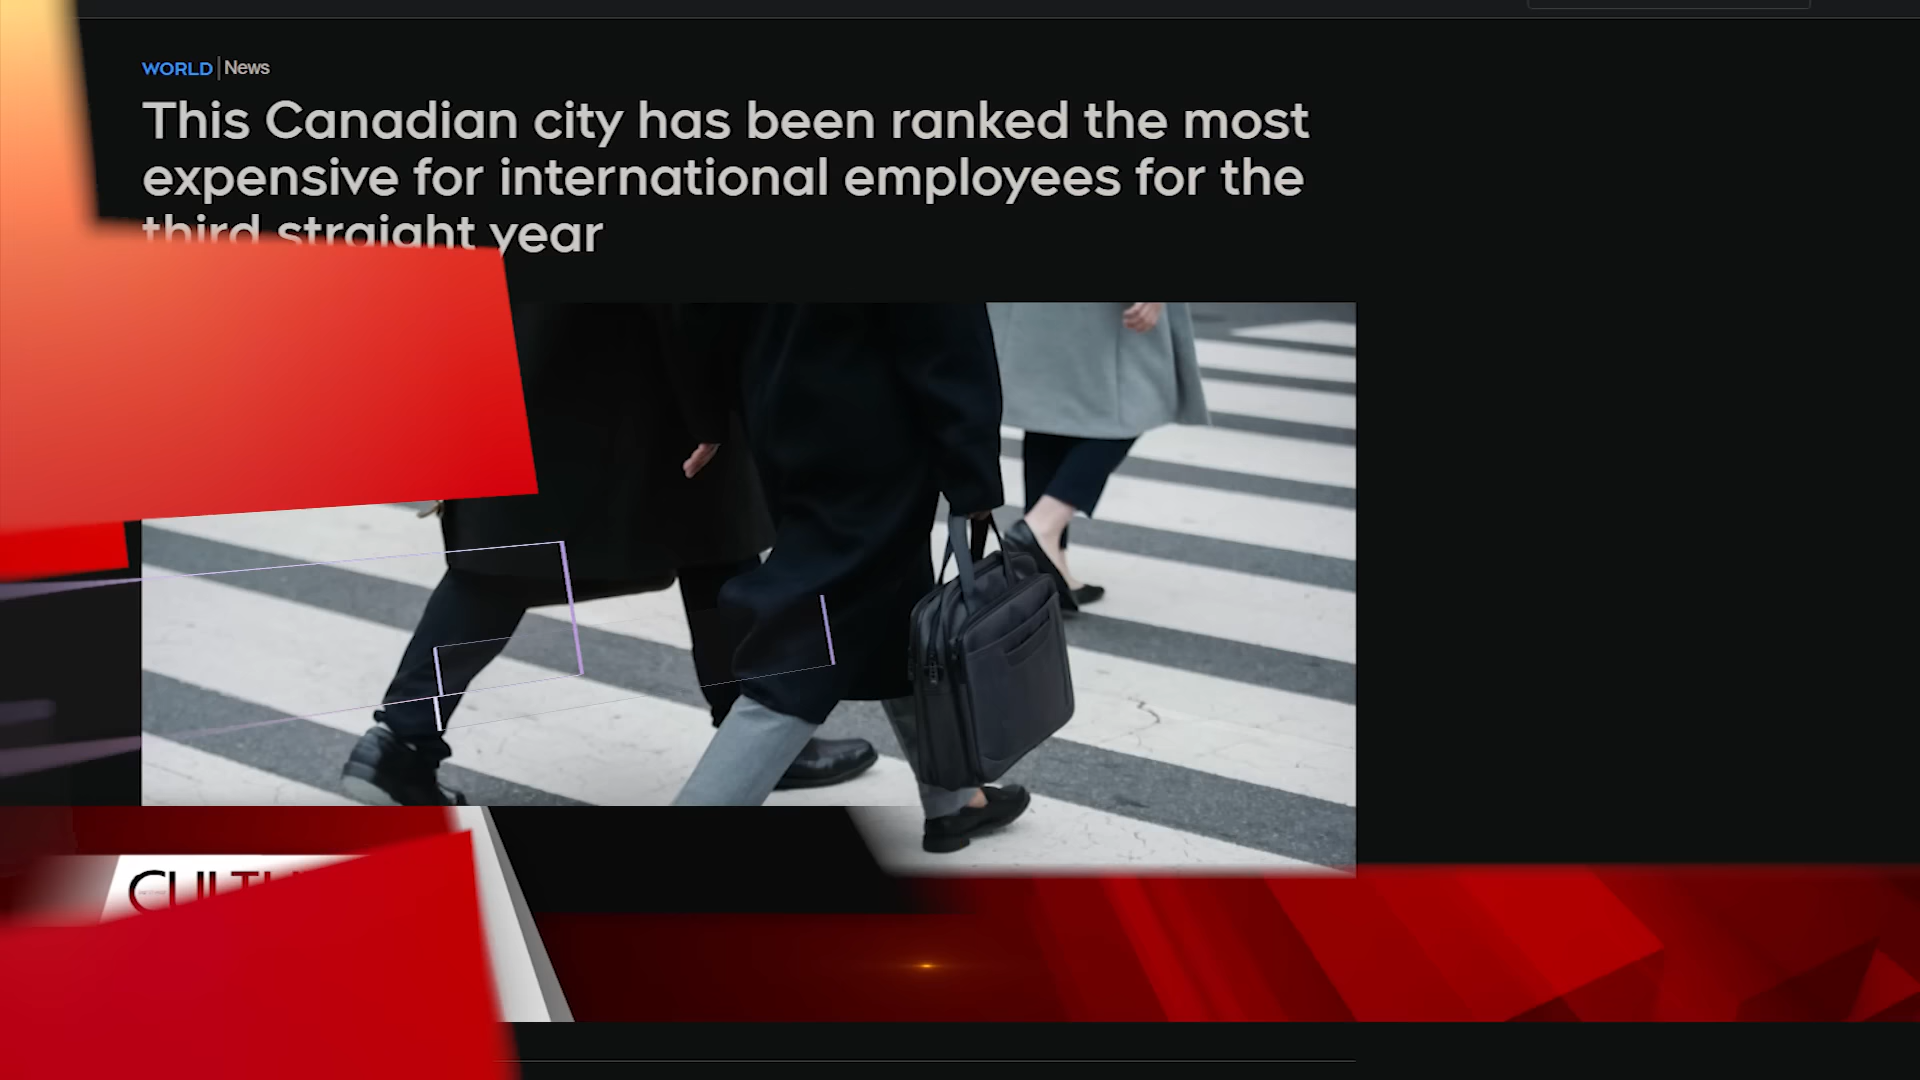 WORLD | News
This Canadian city has been ranked the most
expensive for international employees for the
third straight year